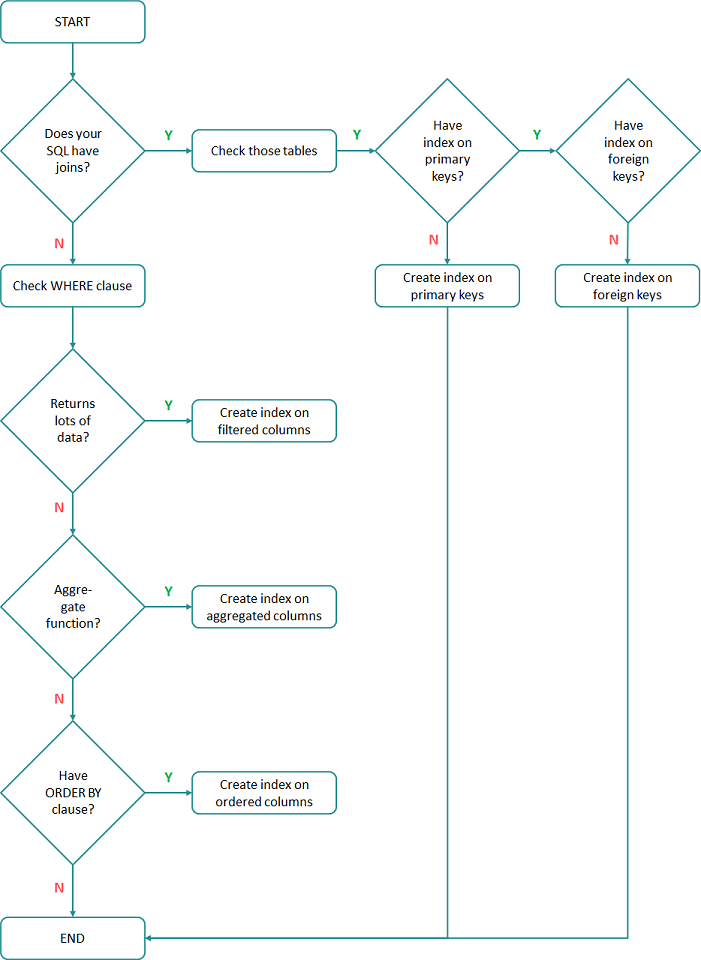 START
Does your
SQL have
joins?
Y
Check those tables
Y
Have
index on
primary
keys?
Y
Have
index on
foreign
keys?
N
N
N
Check WHERE clause
Create index on
primary keys
Create index on
foreign keys
Returns
lots of
data?
Y
Create index on
filtered columns
N
Aggre-
gate
function?
Y
Create index on
aggregated columns
N
Have
ORDER BY
clause?
Y
Create index on
ordered columns
N
END